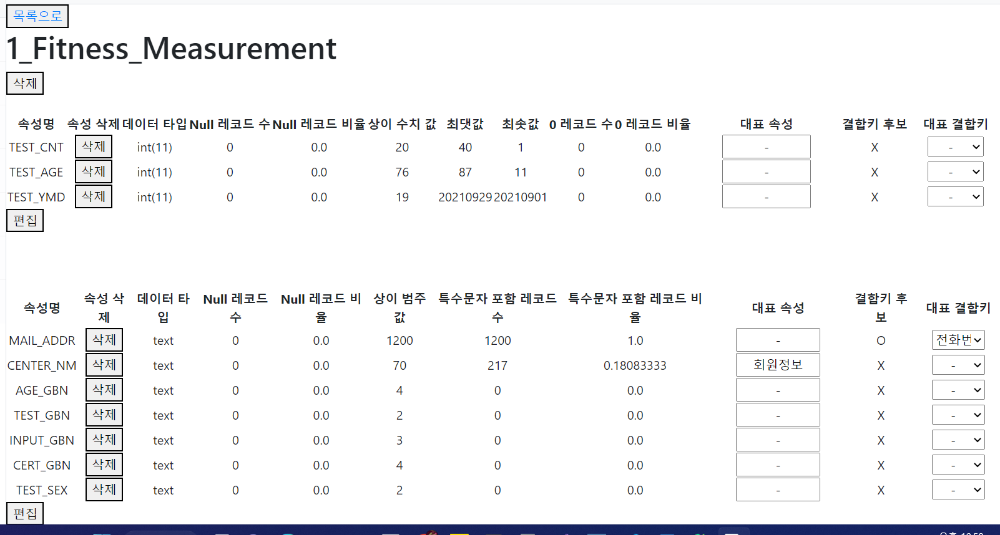 목록으로
1_Fitness_Measurement
삭제
속성명 속성 삭제 데이터 타입 Null 레코드 수 Null 레코드 비율 상이 수치 값 최댓값 최솟값 0 레코드 수 0 레코드 비율 대표 속성 결합키 후보 대표 결합키
TEST_CNT 삭제 int(11) 0 0.0 20 40 1 0 0.0 - X -
TEST_AGE 삭제 int(11) 0 0.0 76 87 11 0 0.0 - X -
TEST_YMD 삭제 int(11) 0 0.0 19 20210929 20210901 0 0.0 - X -
편집
속성명 속성 삭제 데이터 타입 Null 레코드 수 Null 레코드 비율 상이 범주 값 특수문자 포함 레코드 수 특수문자 포함 레코드 비율 대표 속성 결합키 후보 대표 결합키
MAIL_ADDR 삭제 text 0 0.0 1200 1200 1.0 - O 전화번
CENTER_NM 삭제 text 0 0.0 70 217 0.18083333 회원정보 X -
AGE_GBN 삭제 text 0 0.0 4 0 0.0 - X -
TEST_GBN 삭제 text 0 0.0 2 0 0.0 - X -
INPUT_GBN 삭제 text 0 0.0 3 0 0.0 - X -
CERT_GBN 삭제 text 0 0.0 4 0 0.0 - X -
TEST_SEX 삭제 text 0 0.0 2 0 0.0 - X -
편집